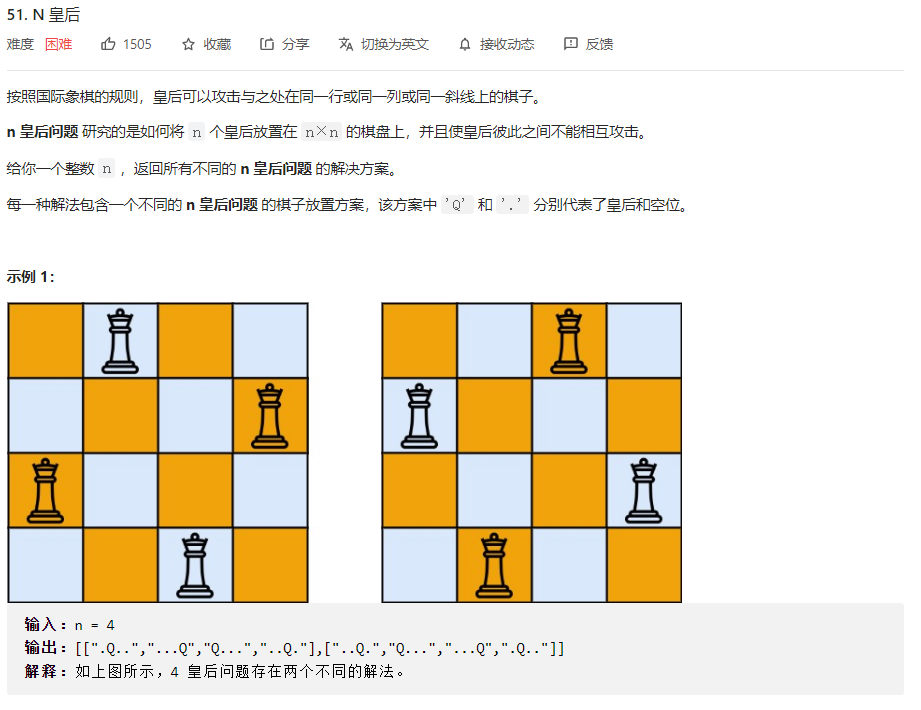 51. N 皇后
难度 困难 1505 收藏 分享 切换为英文 接收动态 反馈
按照国际象棋的规则，皇后可以攻击与之处在同一行或同一列或同一斜线上的棋子。
n 皇后问题 研究的是如何将 n 个皇后放置在 n×n 的棋盘上，并且使皇后彼此之间不能相互攻击。
给你一个整数 n ，返回所有不同的 n 皇后问题 的解决方案。
每一种解法包含一个不同的 n 皇后问题 的棋子放置方案，该方案中 'Q' 和 '.' 分别代表了皇后和空位。
示例 1：
输入：n = 4
输出：[[".Q..","...Q","Q...","..Q."],["..Q.","Q...","...Q",".Q.."]]
解释：如上图所示，4 皇后问题存在两个不同的解法。